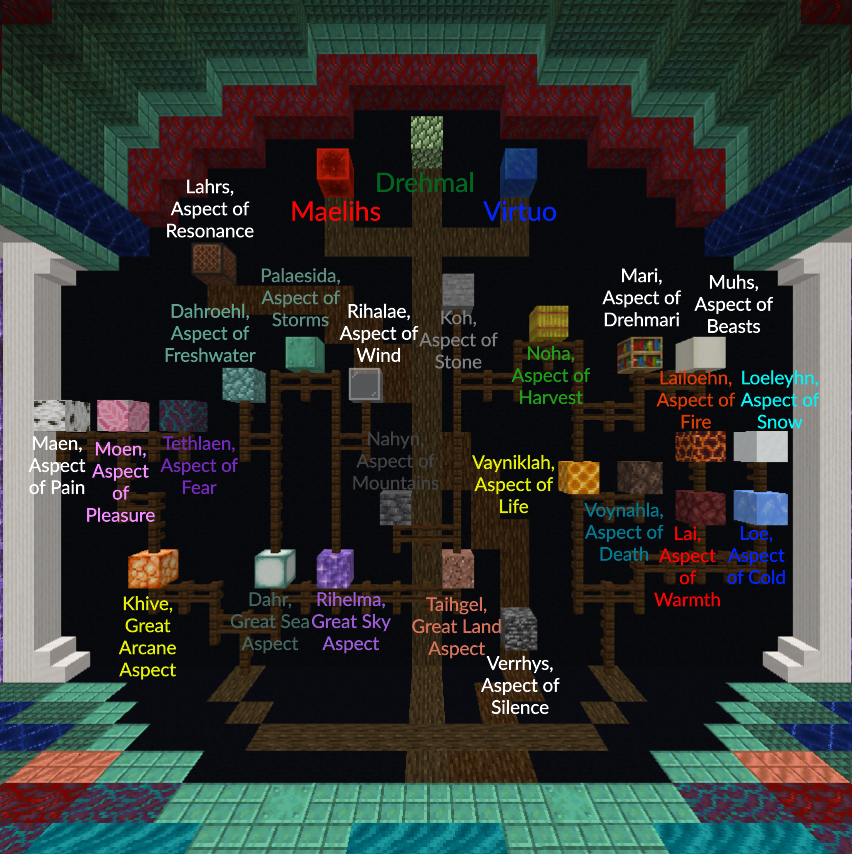 Drehmal
Maelihs
Virtuo
Lahrs,
Aspect of
Resonance
Palaesida,
Aspect of
Storms
Dahroehl,
Aspect of
Freshwater
Rihalae,
Aspect of
Wind
Koh,
Aspect of
Stone
Noha,
Aspect of
Harvest
Mari,
Aspect of
Drehmari
Muhs,
Aspect of
Beasts
Lailoehn,
Aspect of
Fire
Loeleyhn,
Aspect of
Snow
Maen,
Aspect
of Pain
Moen,
Aspect
of
Pleasure
Tethlaen,
Aspect of
Fear
Nahyn,
Aspect of
Mountains
Vayniklah,
Aspect of
Life
Voynahla,
Aspect of
Death
Lai,
Aspect
of
Warmth
Loe,
Aspect
of Cold
Khive,
Great
Arcane
Aspect
Dahr,
Great Sea
Aspect
Rihelma,
Great Sky
Aspect
Taihgel,
Great Land
Aspect
Verrhys,
Aspect of
Silence